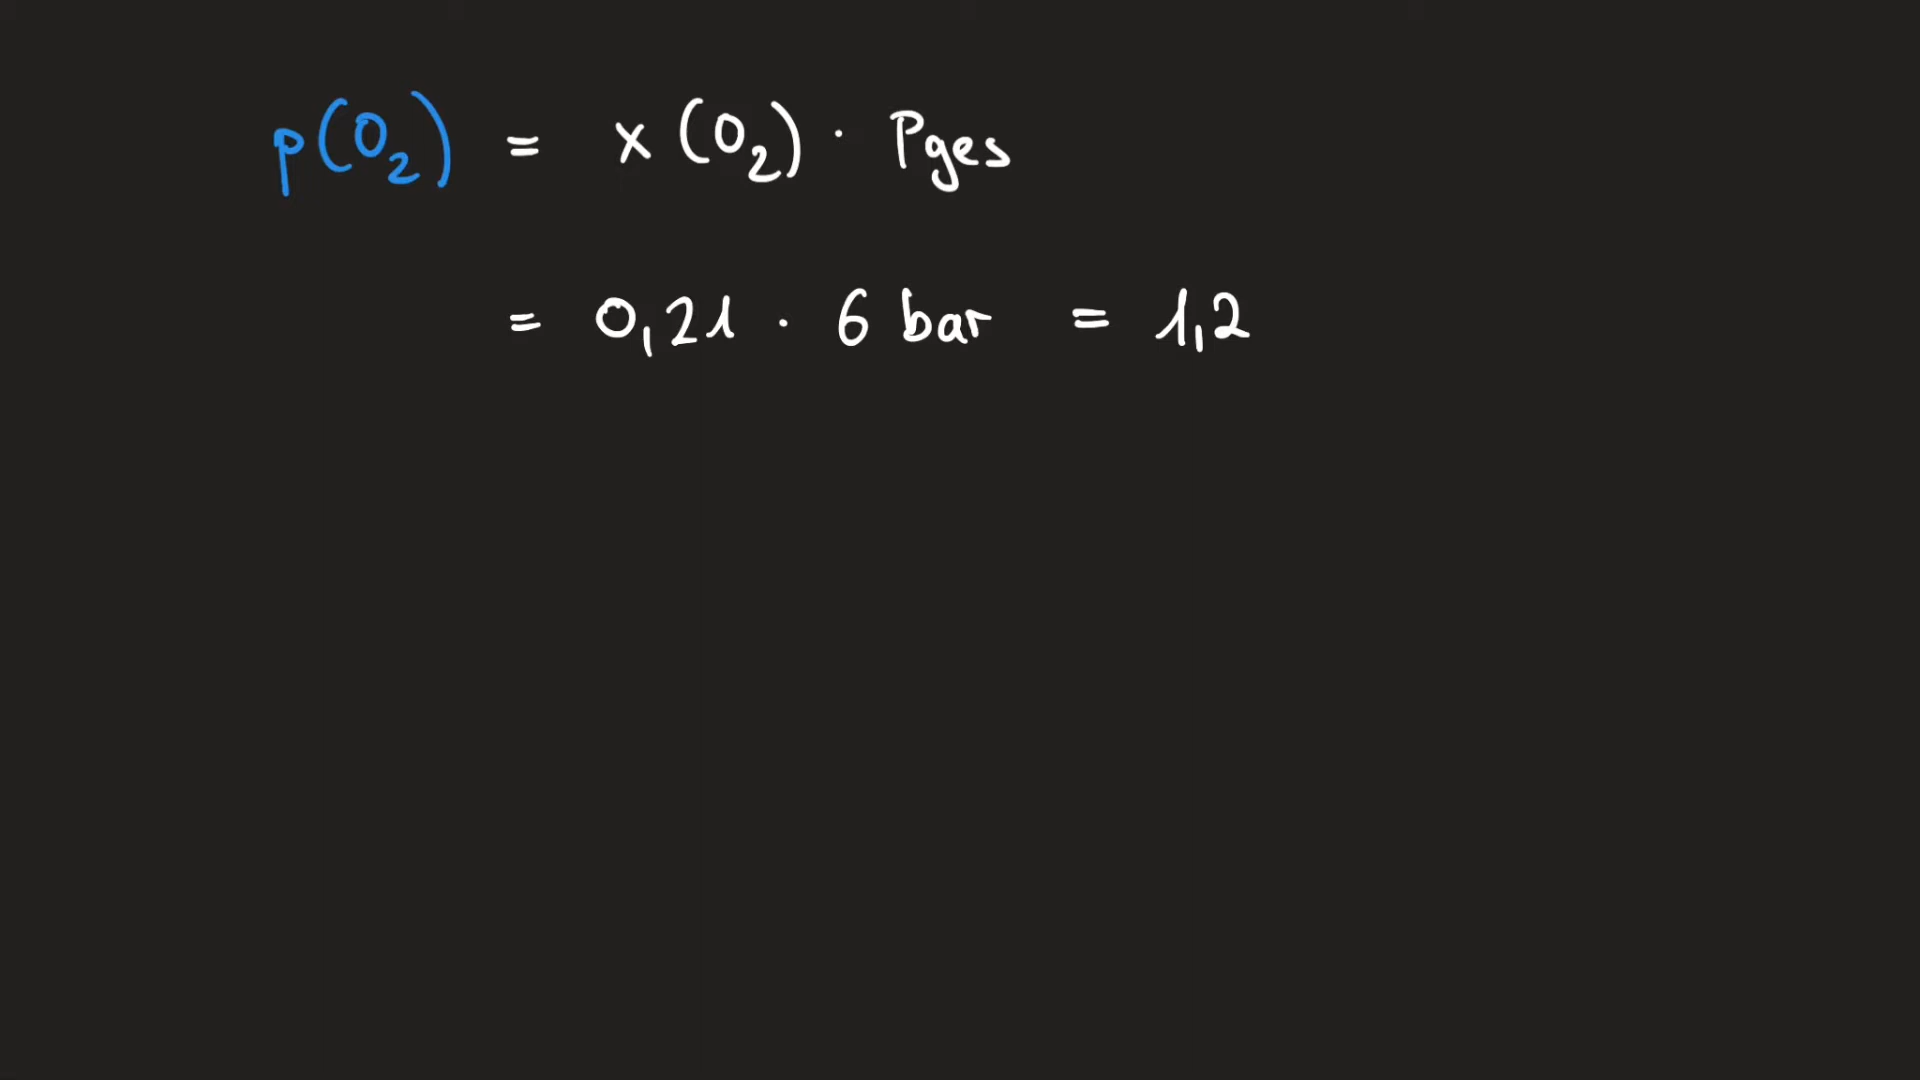 p(O₂) = x(O₂) · Pges
= 0,21 · 6 bar = 1,2